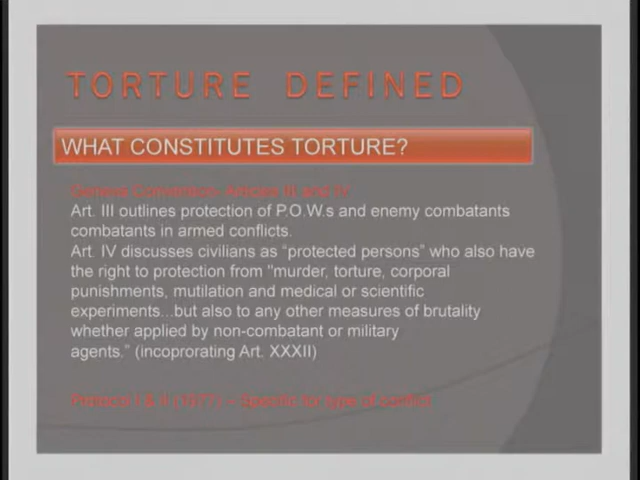 TORTURE DEFINED
WHAT CONSTITUTES TORTURE?
Geneva Convention: Articles III and IV
Art. III outlines protection of P.O.W.s and enemy combatants
combatants in armed conflicts.
Art. IV discusses civilians as “protected persons” who also have
the right to protection from "murder, torture, corporal
punishments, mutilation and medical or scientific
experiments...but also to any other measures of brutality
whether applied by non-combatant or military
agents.” (incoprorating Art. XXXII)
Protocol I & II (1977) – Specific for type of conflict